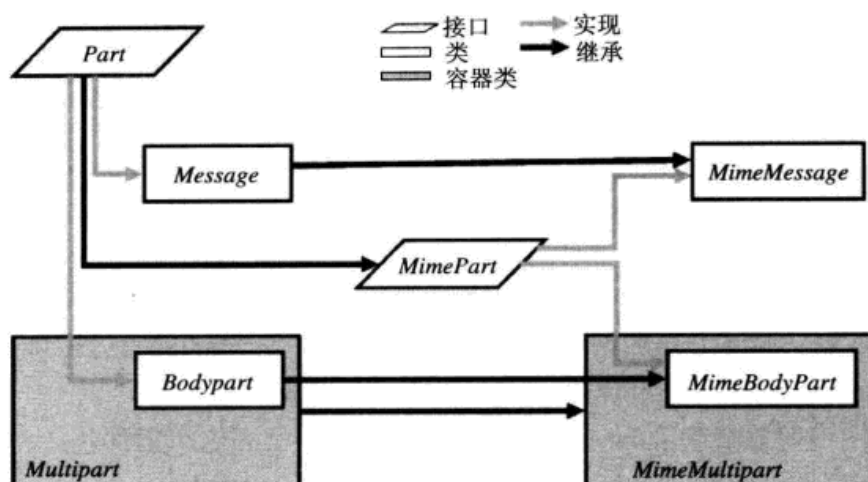 接口
实现
类
继承
容器类
Part
Message
MimeMessage
MimePart
Bodypart
MimeBodyPart
Multipart
MimeMultipart